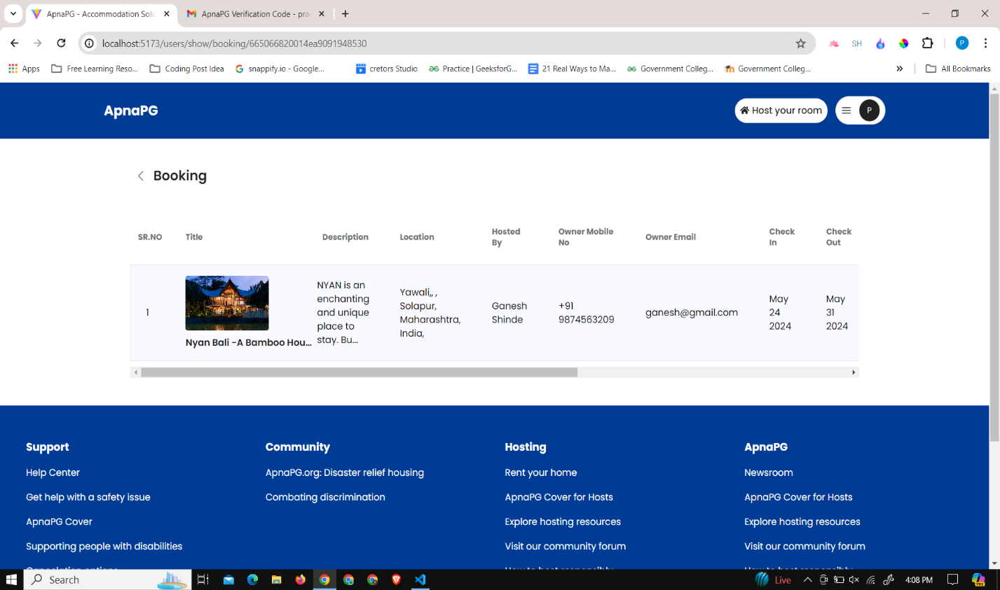 ApnaPG - Accommodation Solu
ApnaPG Verification Code - pra
localhost:5173/users/show/booking/665066820014ea9091948530
SH
P
Apps
Free Learning Reso...
Coding Post Idea
snappify.io - Google...
cretors Studio
Practice | GeeksforG...
21 Real Ways to Ma...
Government Colleg...
Government Colleg...
All Bookmarks
ApnaPG
Host your room
P
Booking
SR.NO
Title
Description
Location
Hosted
By
Owner Mobile
No
Owner Email
Check
In
Check
Out
1
Nyan Bali -A Bamboo Hou...
NYAN is an
enchanting
and unique
place to
stay. Bu...
Yawali,, ,
Solapur,
Maharashtra,
India,
Ganesh
Shinde
+91
9874563209
ganesh@gmail.com
May
24
2024
May
31
2024
Support
Help Center
Get help with a safety issue
ApnaPG Cover
Supporting people with disabilities
Community
ApnaPG.org: Disaster relief housing
Combating discrimination
Hosting
Rent your home
ApnaPG Cover for Hosts
Explore hosting resources
Visit our community forum
ApnaPG
Newsroom
ApnaPG Cover for Hosts
Explore hosting resources
Visit our community forum
Search
Live
4:08 PM